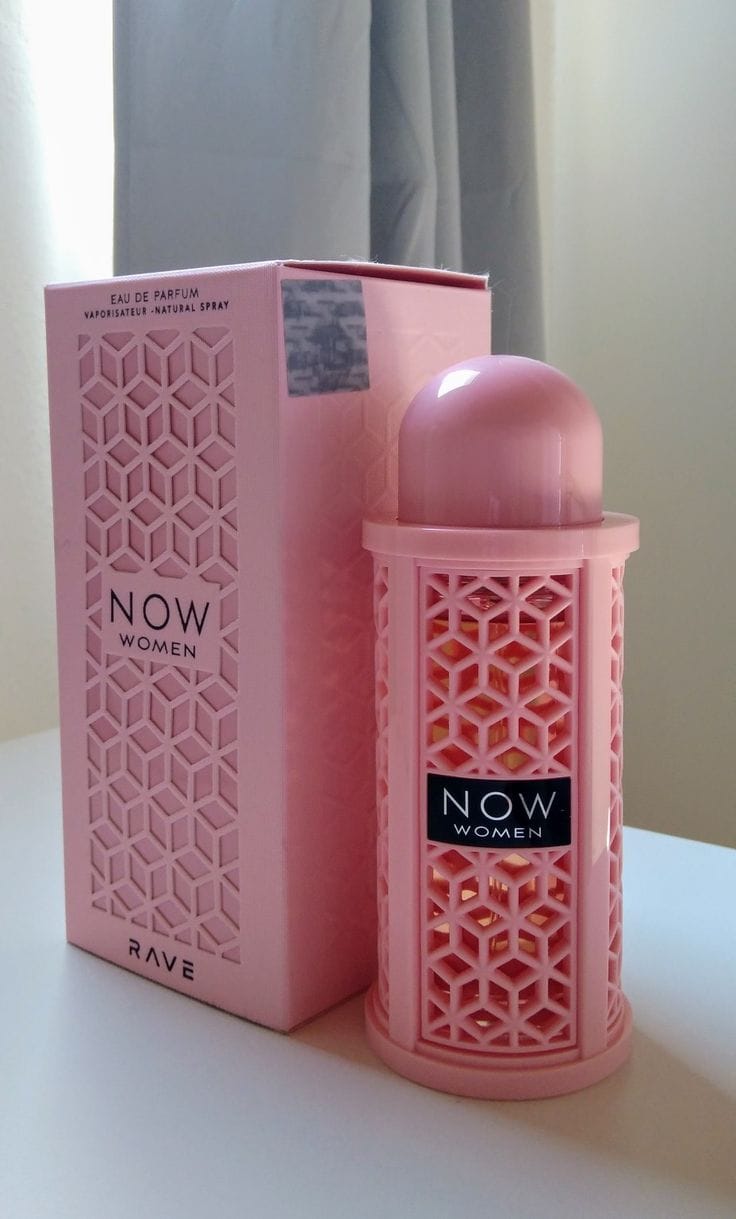 EAU DE PARFUM
VAPORISATEUR -NATURAL SPRAY
NOW
WOMEN
RAVE
NOW
WOMEN